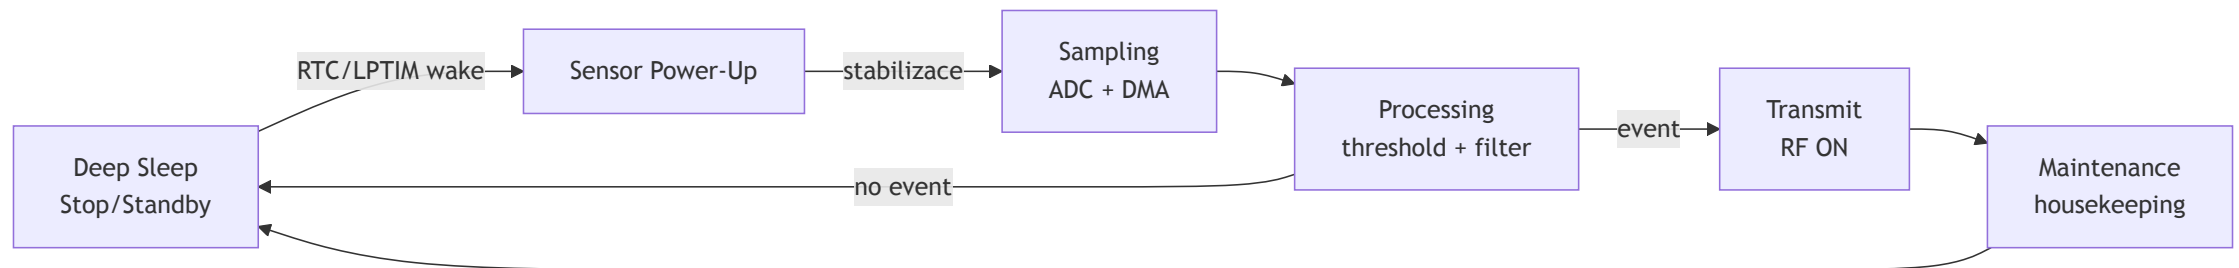 Deep Sleep
Stop/Standby
RTC/LPTIM wake
Sensor Power-Up
stabilizace
Sampling
ADC + DMA
Processing
threshold + filter
no event
event
Transmit
RF ON
Maintenance
housekeeping